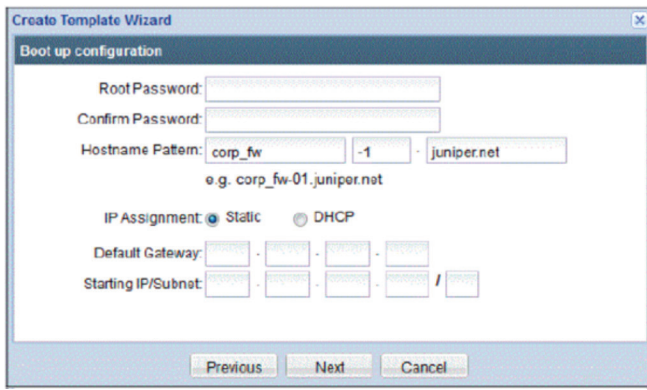 Create Template Wizard
Boot up configuration
Root Password:
Confirm Password:
Hostname Pattern: corp_fw -1 . juniper.net
e.g. corp_fw-01.juniper.net
IP Assignment: Static DHCP
Default Gateway: . . .
Starting IP/Subnet: . . . /
Previous Next Cancel